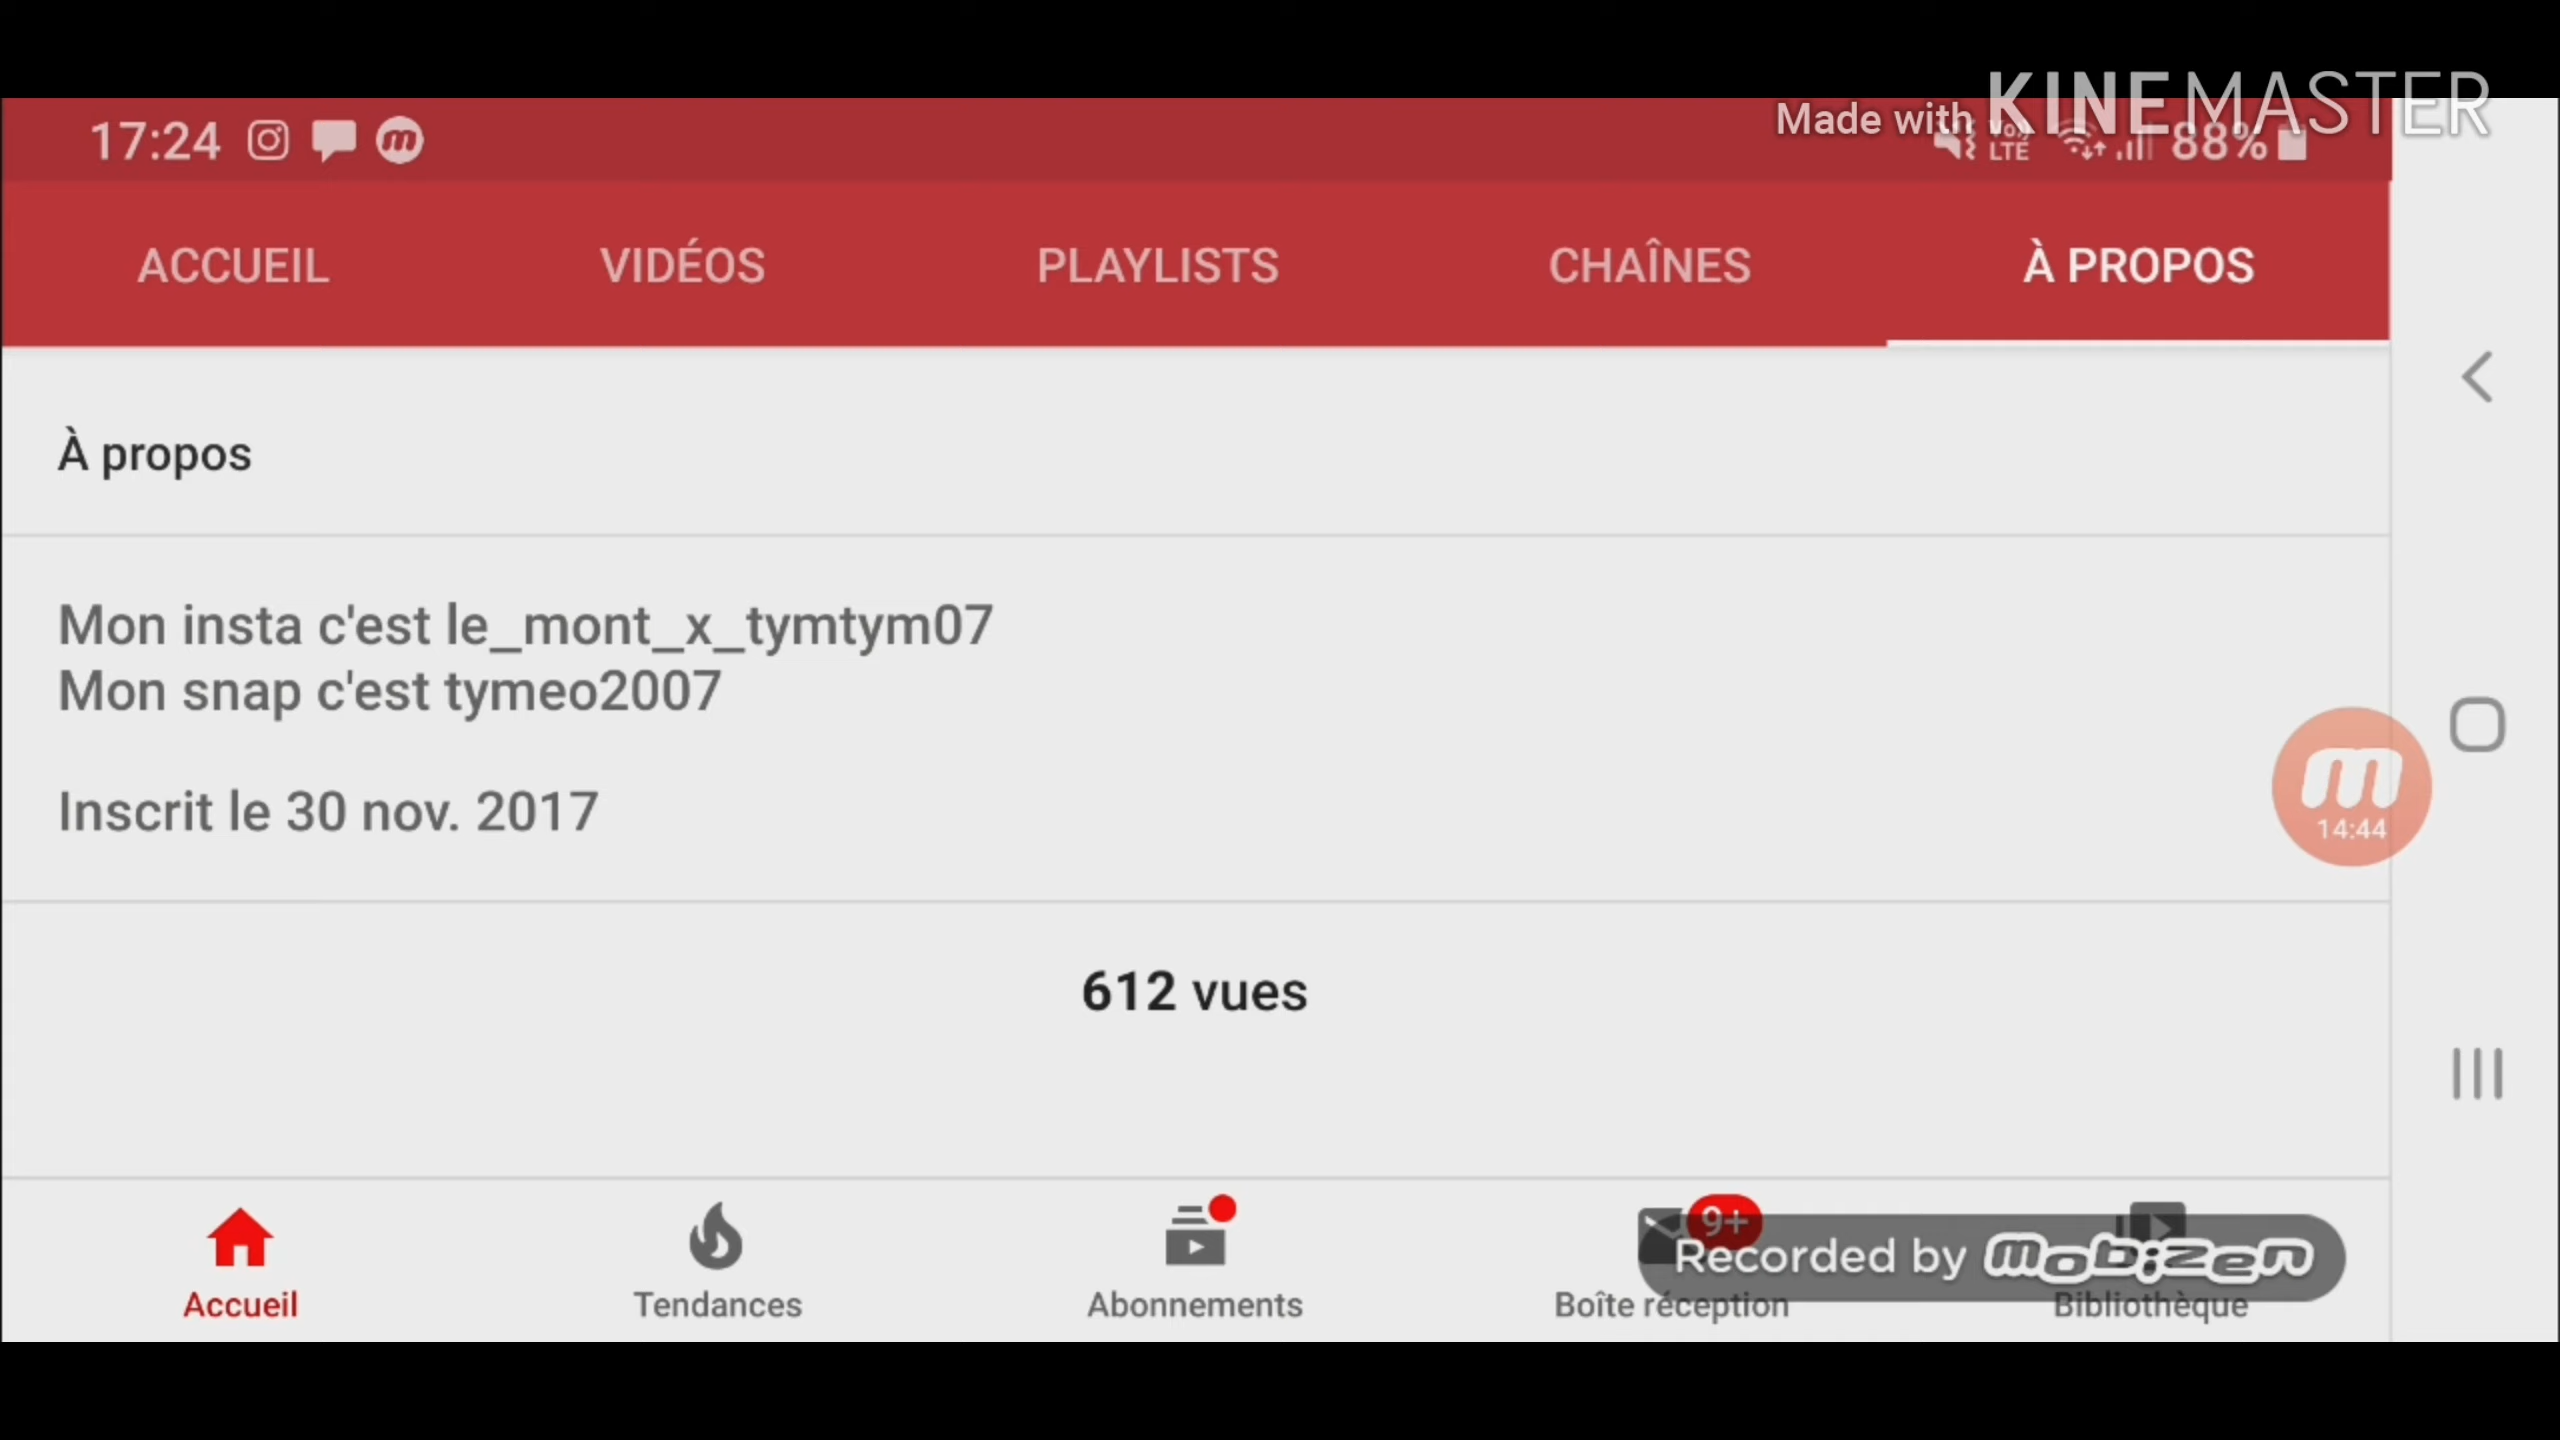 Made with KINEMASTER
17:24
Vo)) LTE 88%
ACCUEIL VIDÉOS PLAYLISTS CHAÎNES À PROPOS
À propos
Mon insta c'est le_mont_x_tymtym07
Mon snap c'est tymeo2007
Inscrit le 30 nov. 2017
m
14:44
612 vues
9+
Recorded by mobizen
Accueil Tendances Abonnements Boîte réception Bibliothèque